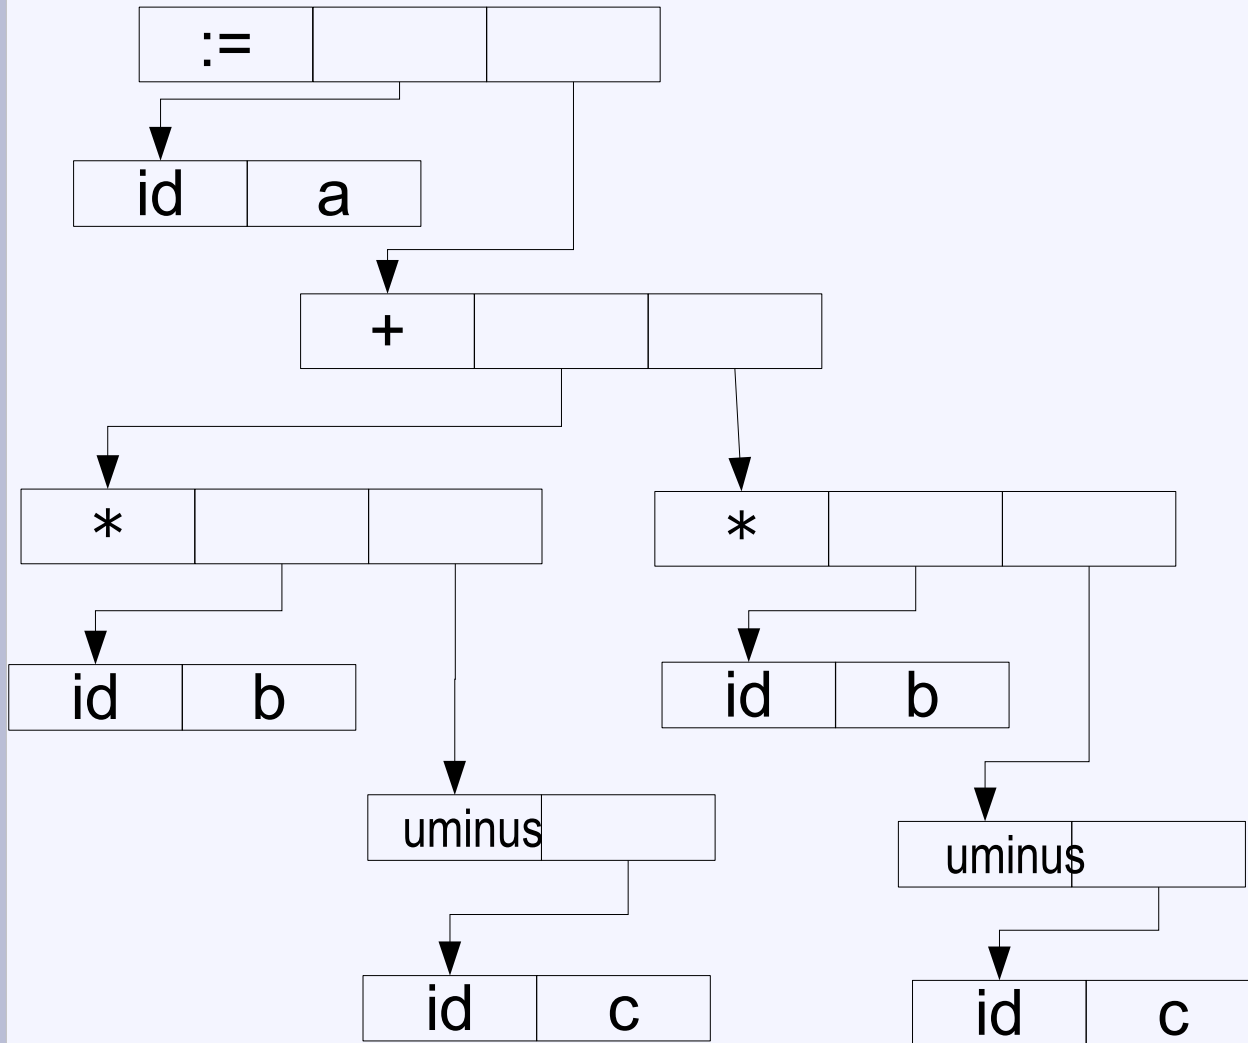 :=
id a
+
* *
id b id b
uminus uminus
id c id c